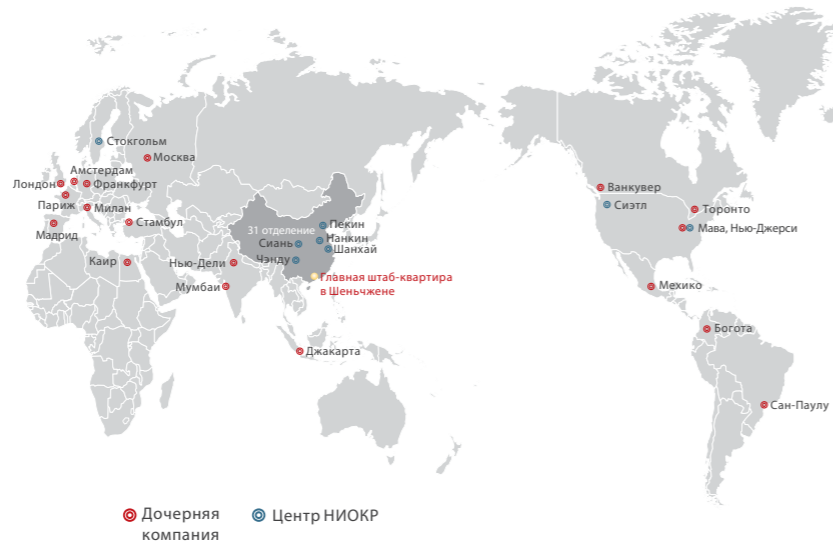 Стокгольм
Москва
Амстердам
Лондон
Франкфурт
Париж
Милан
Мадрид
Стамбул
Каир
31 отделение
Пекин
Сиань
Нанкин
Шанхай
Чэнду
Нью-Дели
Мумбаи
Главная штаб-квартира
в Шеньчжене
Джакарта
Ванкувер
Сиэтл
Торонто
Мава, Нью-Джерси
Мехико
Богота
Сан-Паулу
Дочерняя
компания
Центр НИОКР